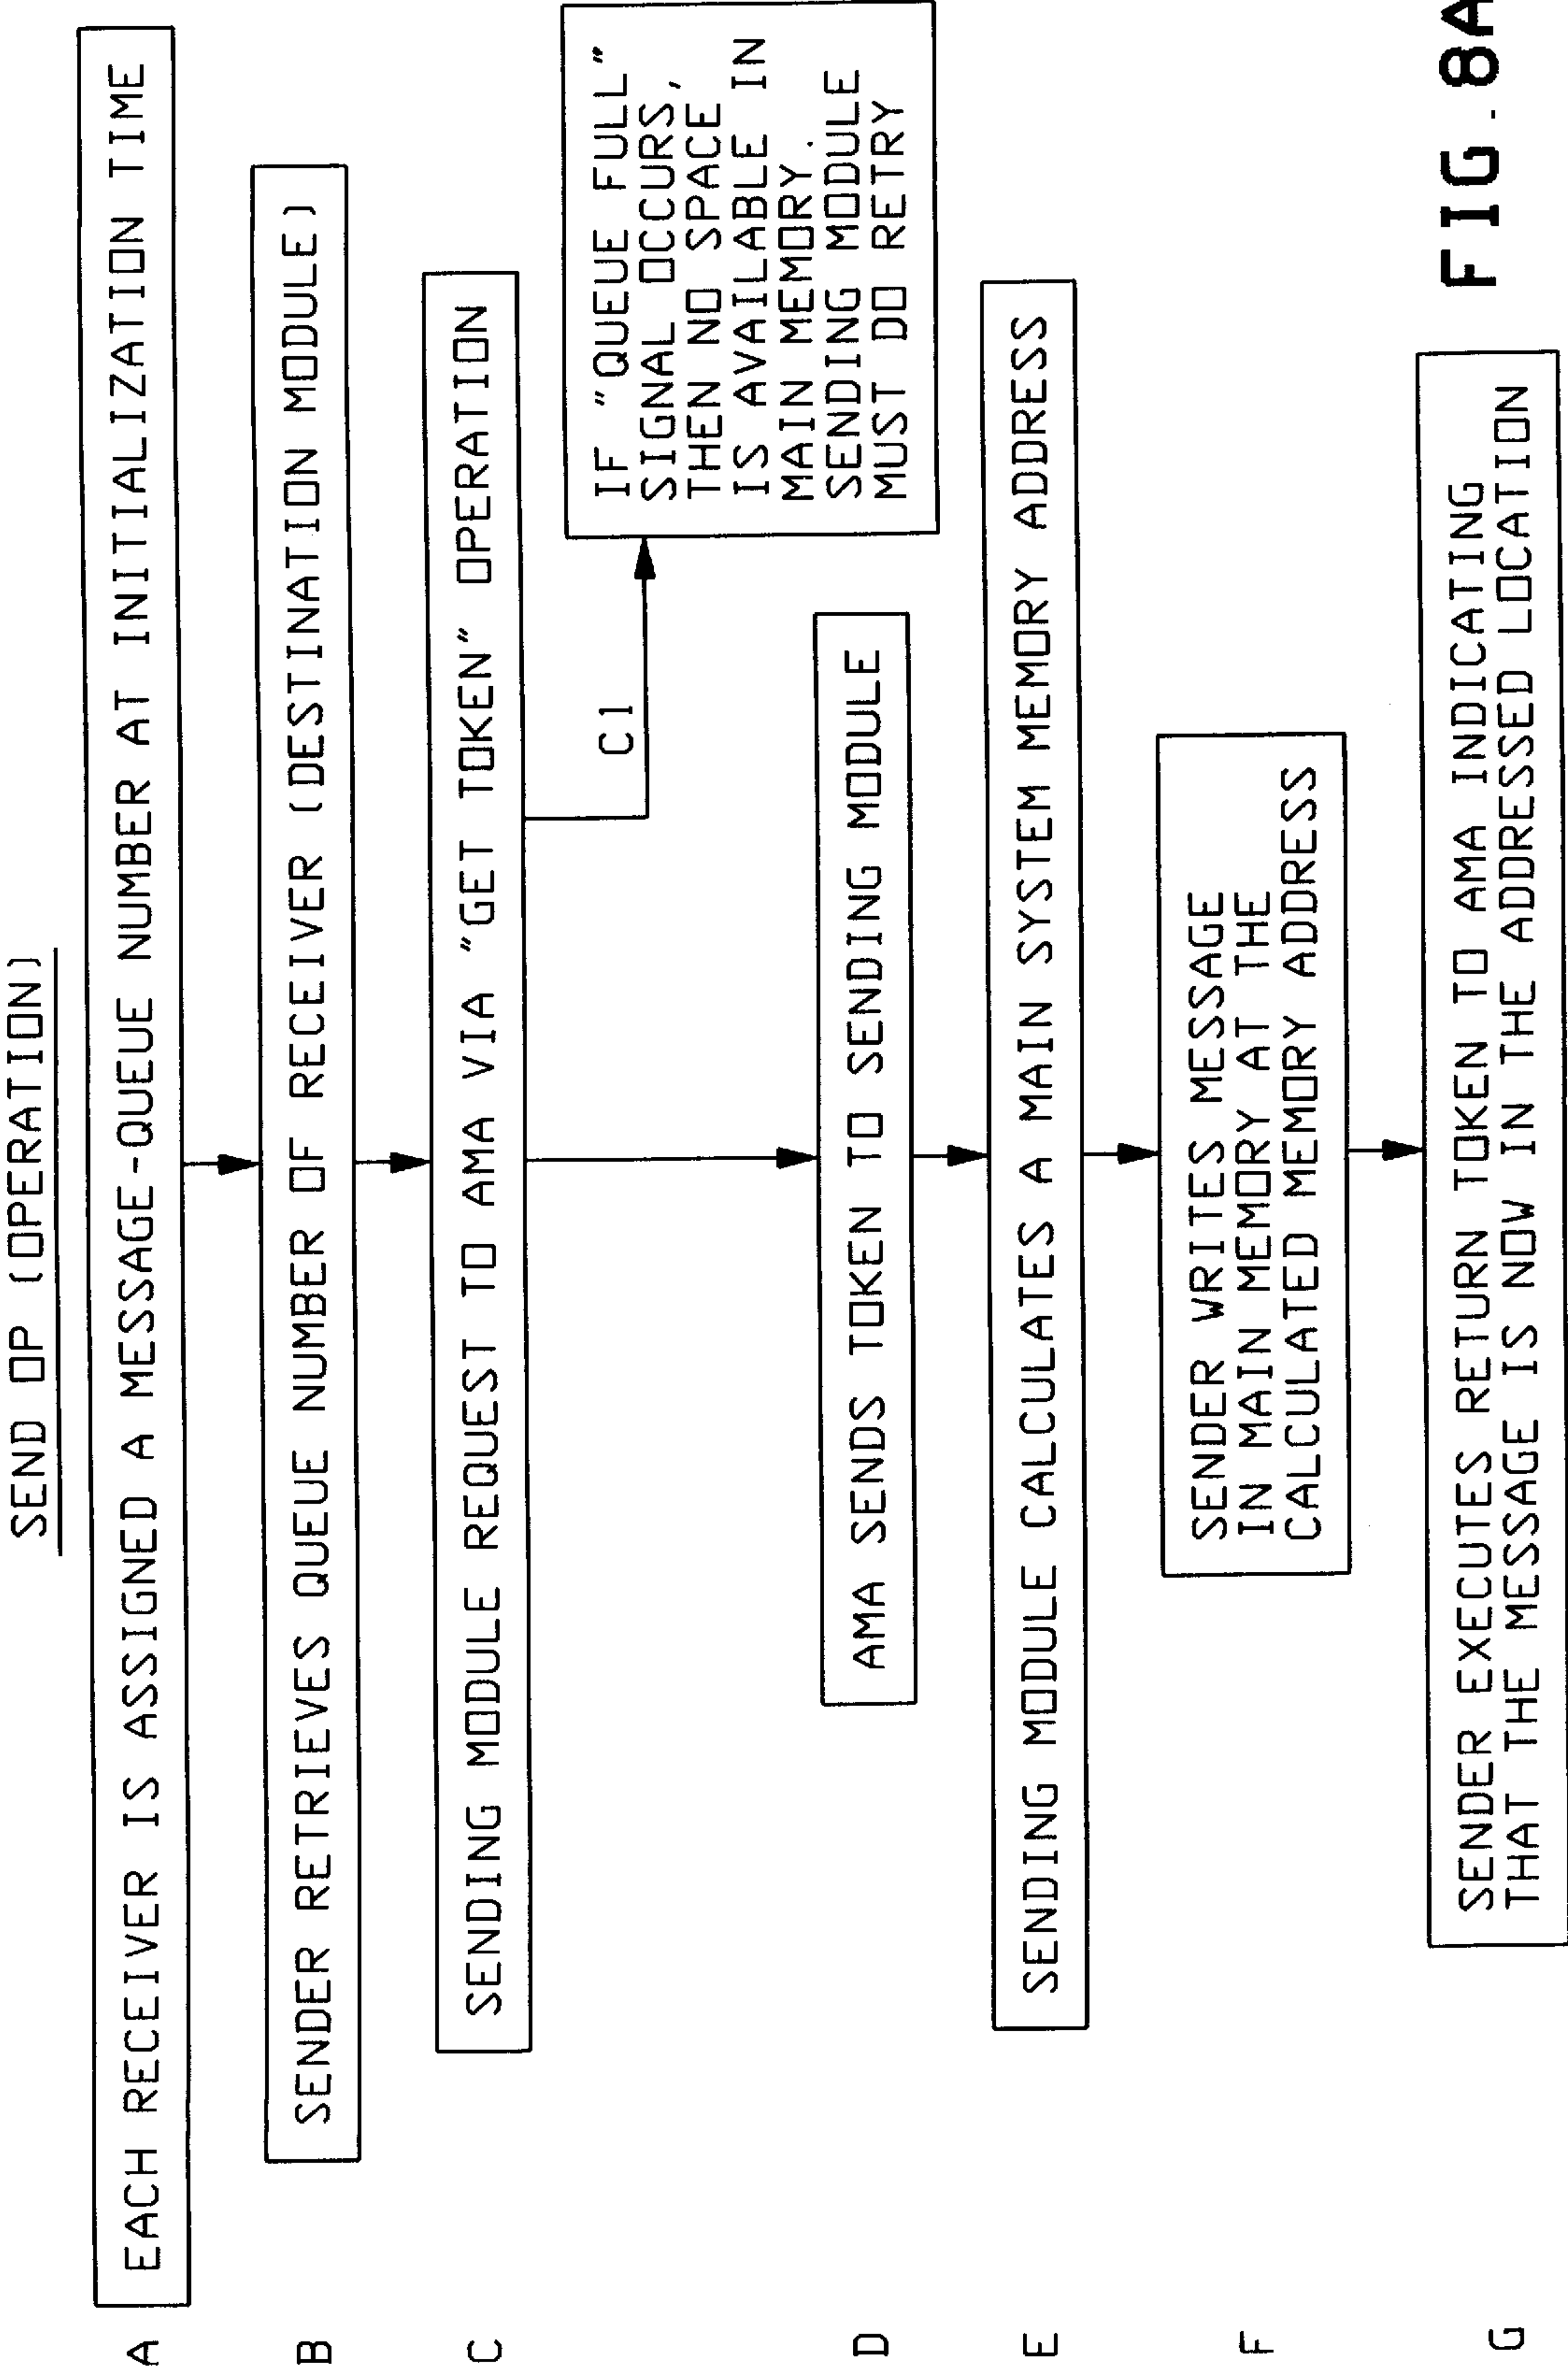 SEND OP (OPERATION)
A
EACH RECEIVER IS ASSIGNED A MESSAGE-QUEUE NUMBER AT INITIALIZATION TIME
B
SENDER RETRIEVES QUEUE NUMBER OF RECEIVER (DESTINATION MODULE)
C
SENDING MODULE REQUEST TO AMA VIA "GET TOKEN" OPERATION
C1
IF "QUEUE FULL"
SIGNAL OCCURS,
THEN NO SPACE
IS AVAILABLE IN
MAIN MEMORY.
SENDING MODULE
MUST DO RETRY
D
AMA SENDS TOKEN TO SENDING MODULE
E
SENDING MODULE CALCULATES A MAIN SYSTEM MEMORY ADDRESS
F
SENDER WRITES MESSAGE
IN MAIN MEMORY AT THE
CALCULATED MEMORY ADDRESS
G
SENDER EXECUTES RETURN TOKEN TO AMA INDICATING
THAT THE MESSAGE IS NOW IN THE ADDRESSED LOCATION
FIG.8A